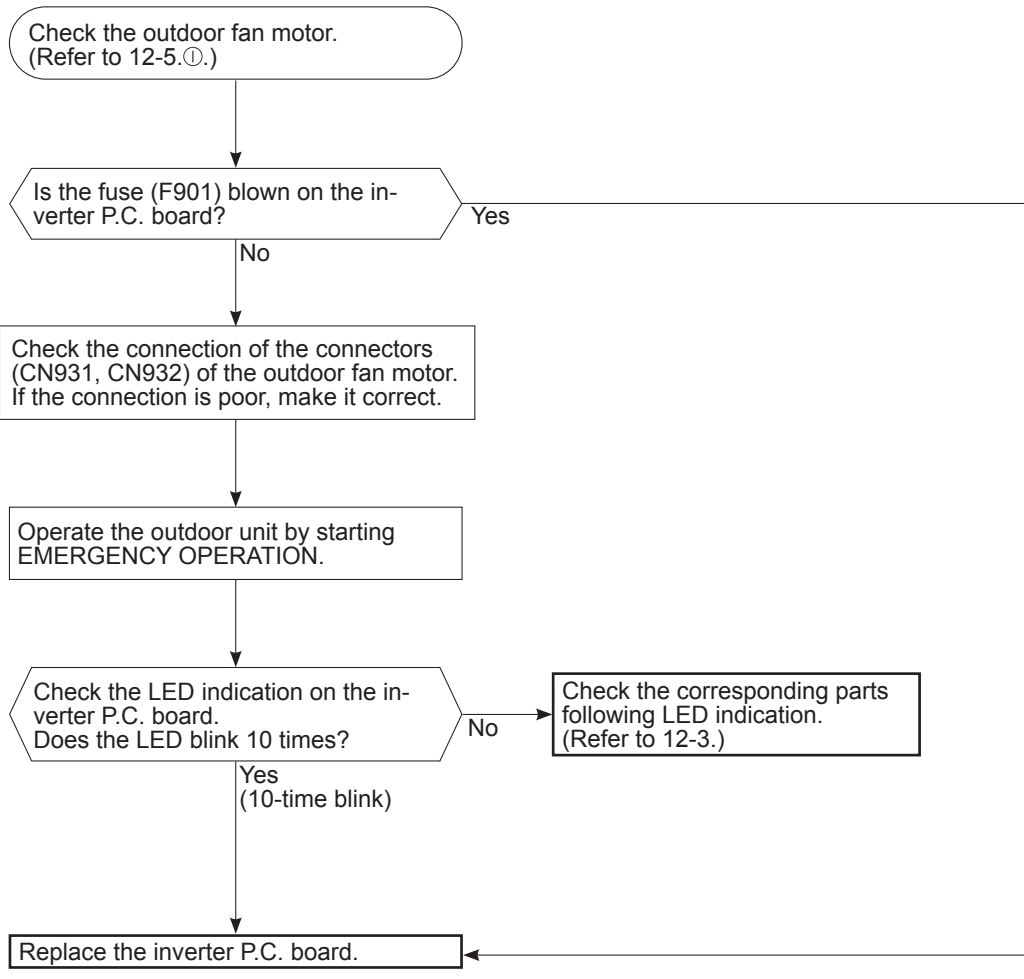 Check the outdoor fan motor.
(Refer to 12-5.Ⓘ.)
Is the fuse (F901) blown on the in-
verter P.C. board?
Yes
No
Check the connection of the connectors
(CN931, CN932) of the outdoor fan motor.
If the connection is poor, make it correct.
Operate the outdoor unit by starting
EMERGENCY OPERATION.
Check the LED indication on the in-
verter P.C. board.
Does the LED blink 10 times?
No
Check the corresponding parts
following LED indication.
(Refer to 12-3.)
Yes
(10-time blink)
Replace the inverter P.C. board.